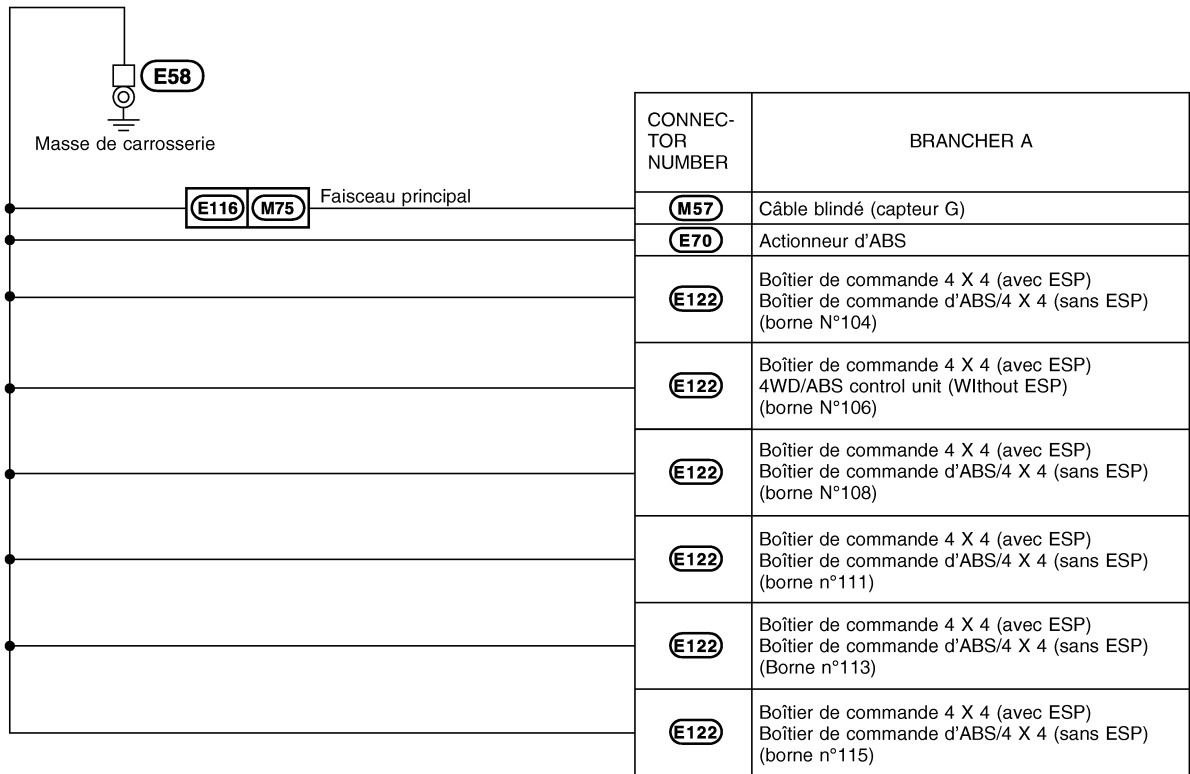 E58
Masse de carrosserie
CONNEC-
TOR
NUMBER
BRANCHER A
E116 M75 Faisceau principal
M57 Câble blindé (capteur G)
E70 Actionneur d'ABS
E122
Boîtier de commande 4 X 4 (avec ESP)
Boîtier de commande d'ABS/4 X 4 (sans ESP)
(borne N°104)
E122
Boîtier de commande 4 X 4 (avec ESP)
4WD/ABS control unit (WIthout ESP)
(borne N°106)
E122
Boîtier de commande 4 X 4 (avec ESP)
Boîtier de commande d'ABS/4 X 4 (sans ESP)
(borne N°108)
E122
Boîtier de commande 4 X 4 (avec ESP)
Boîtier de commande d'ABS/4 X 4 (sans ESP)
(borne n°111)
E122
Boîtier de commande 4 X 4 (avec ESP)
Boîtier de commande d'ABS/4 X 4 (sans ESP)
(Borne n°113)
E122
Boîtier de commande 4 X 4 (avec ESP)
Boîtier de commande d'ABS/4 X 4 (sans ESP)
(borne n°115)